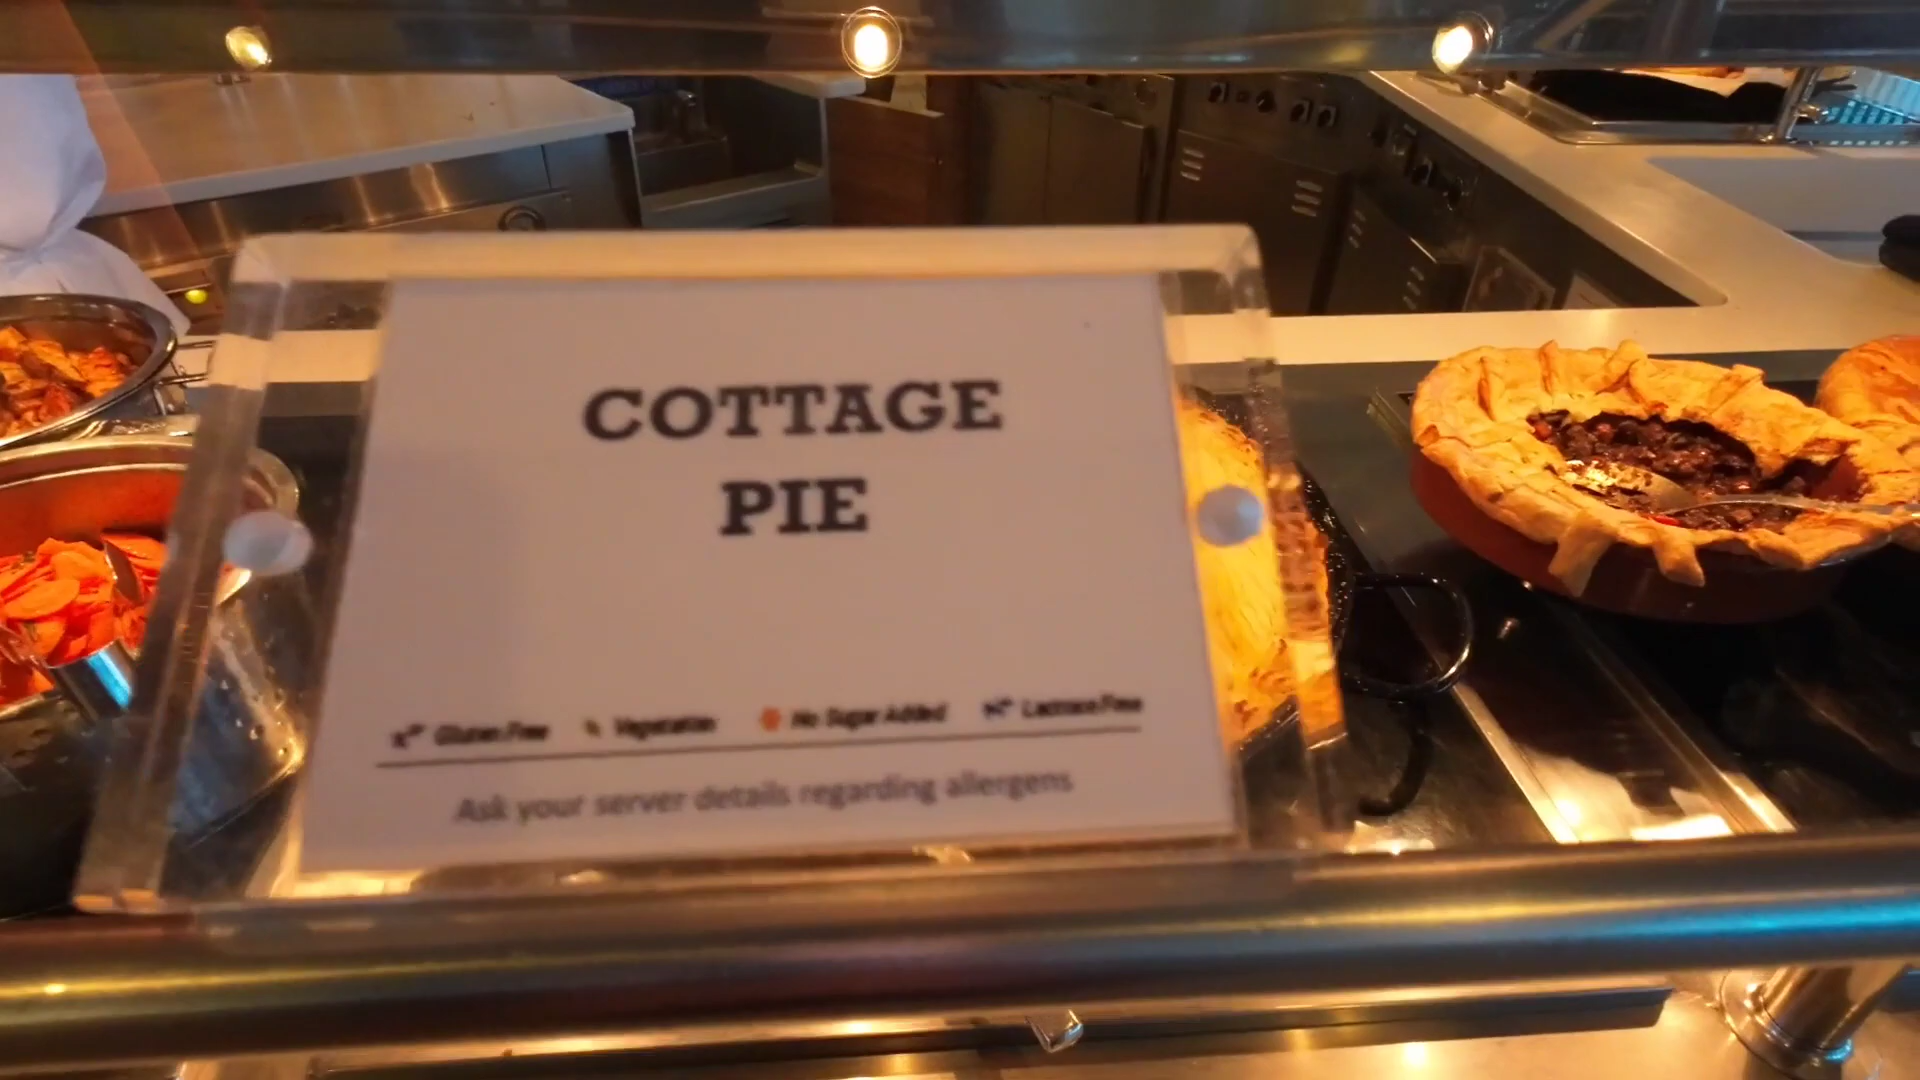 COTTAGE
PIE
Gluten Free Vegetarian No Sugar Added Lactose Free
Ask your server details regarding allergens